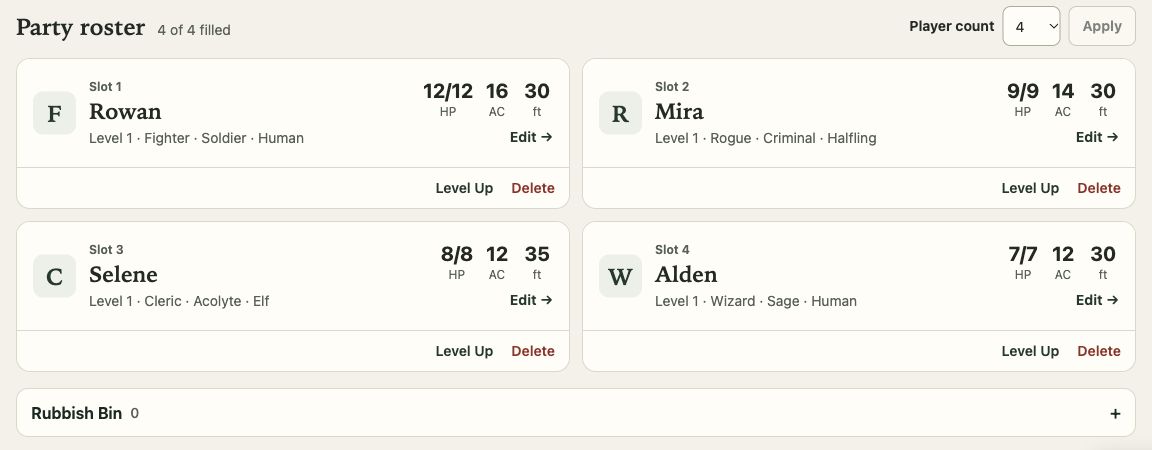 Party roster 4 of 4 filled
Player count 4 Apply
Slot 1
F
Rowan
Level 1 · Fighter · Soldier · Human
12/12 16 30
HP AC ft
Edit →
Level Up Delete
Slot 2
R
Mira
Level 1 · Rogue · Criminal · Halfling
9/9 14 30
HP AC ft
Edit →
Level Up Delete
Slot 3
C
Selene
Level 1 · Cleric · Acolyte · Elf
8/8 12 35
HP AC ft
Edit →
Level Up Delete
Slot 4
W
Alden
Level 1 · Wizard · Sage · Human
7/7 12 30
HP AC ft
Edit →
Level Up Delete
Rubbish Bin 0 +